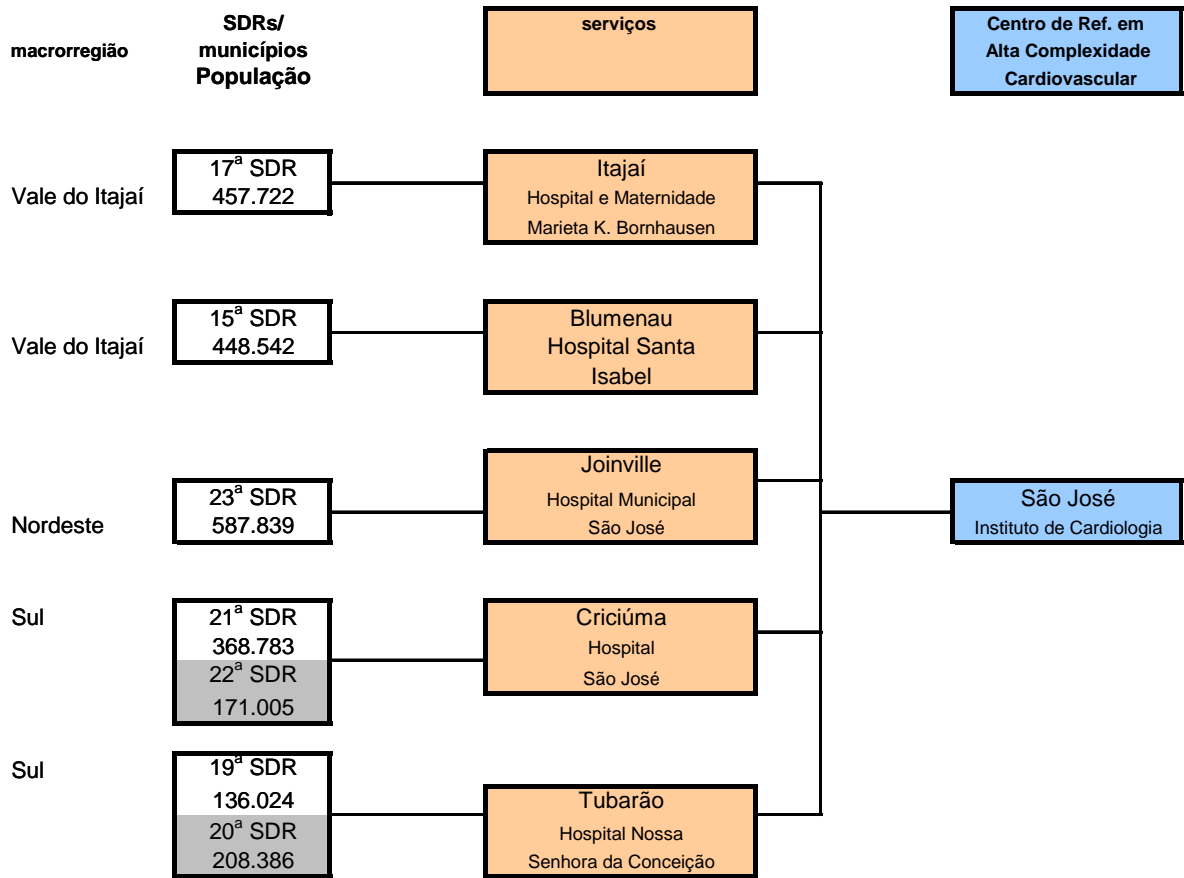 macrorregião
SDRs/
municípios
População
serviços
Centro de Ref. em
Alta Complexidade
Cardiovascular
Vale do Itajaí
17ª SDR
457.722
Itajaí
Hospital e Maternidade
Marieta K. Bornhausen
Vale do Itajaí
15ª SDR
448.542
Blumenau
Hospital Santa
Isabel
Nordeste
23ª SDR
587.839
Joinville
Hospital Municipal
São José
São José
Instituto de Cardiologia
Sul
21ª SDR
368.783
22ª SDR
171.005
Criciúma
Hospital
São José
Sul
19ª SDR
136.024
20ª SDR
208.386
Tubarão
Hospital Nossa
Senhora da Conceição